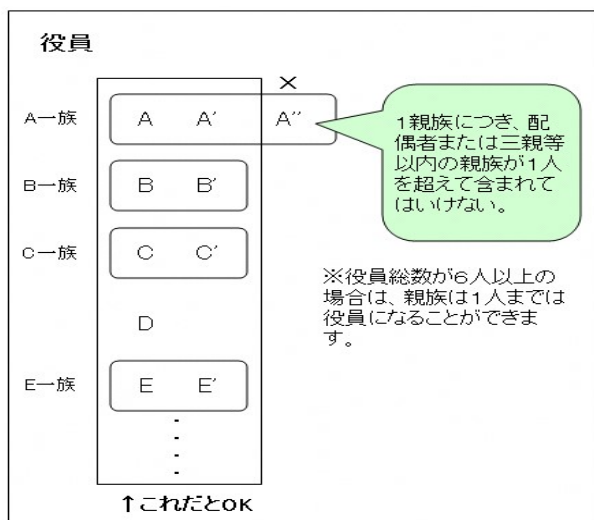 役員
×
A一族 A A′ A′′
1親族につき、配
偶者または三親等
以内の親族が1人
を超えて含まれて
はいけない。
B一族 B B′
C一族 C C′
※役員総数が6人以上の
場合は、親族は1人までは
役員になることができま
す。
D
E一族 E E′
↑これだとOK